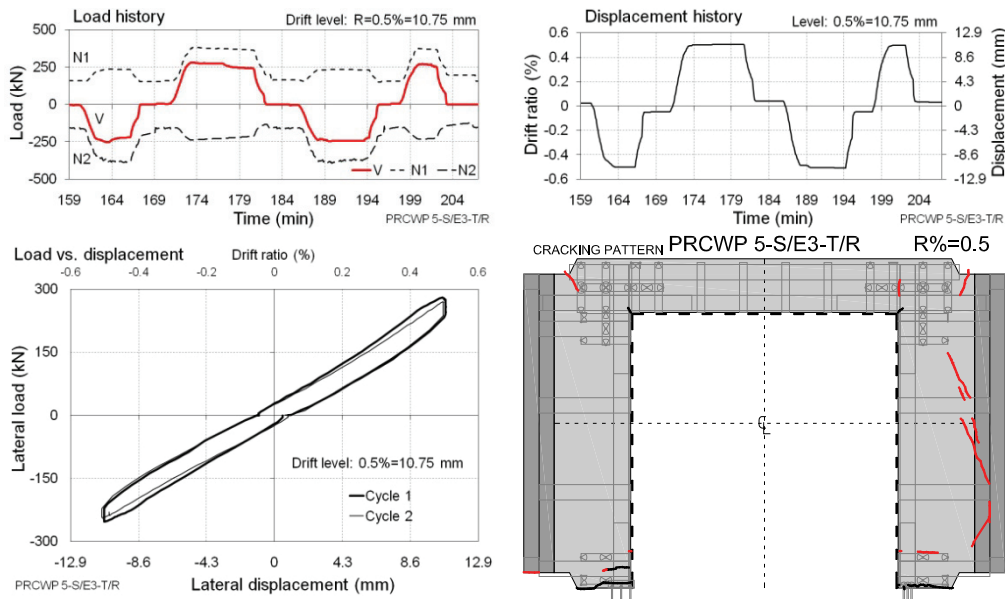 Load history
Drift level: R=0.5%=10.75 mm
Load (kN)
500
250
0
-250
-500
N1
V
N2
V N1 N2
159 164 169 174 179 184 189 194 199 204
Time (min)
PRCWP 5-S/E3-T/R
Displacement history
Level: 0.5%=10.75 mm
Drift ratio (%)
0.6
0.4
0.2
0
-0.2
-0.4
-0.6
12.9
8.6
4.3
0
-4.3
-8.6
-12.9
Displacement (mm)
159 164 169 174 179 184 189 194 199 204
Time (min)
PRCWP 5-S/E3-T/R
Load vs. displacement
Drift ratio (%)
-0.6 -0.4 -0.2 0 0.2 0.4 0.6
Lateral load (kN)
300
150
0
-150
-300
Drift level: 0.5%=10.75 mm
Cycle 1
Cycle 2
-12.9 -8.6 -4.3 0 4.3 8.6 12.9
Lateral displacement (mm)
PRCWP 5-S/E3-T/R
CRACKING PATTERN PRCWP 5-S/E3-T/R R%=0.5
℄